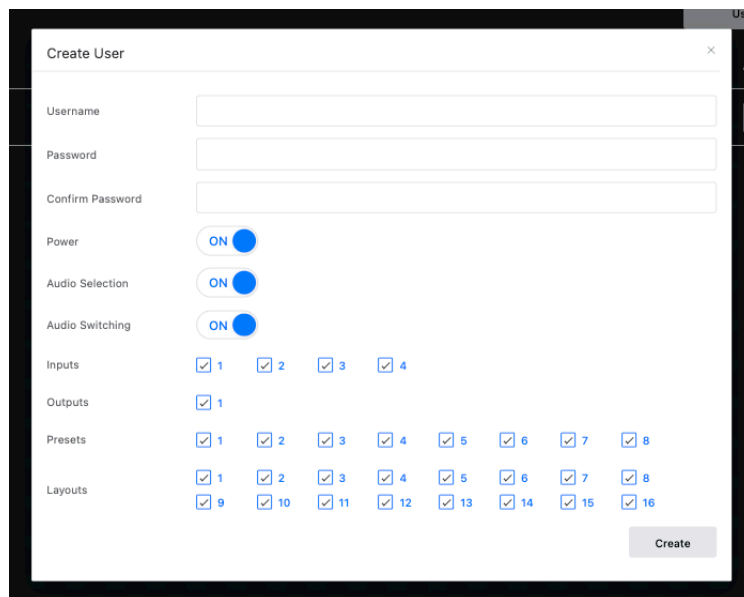 Us
Create User
Username
Password
Confirm Password
Power ON
Audio Selection ON
Audio Switching ON
Inputs 1 2 3 4
Outputs 1
Presets 1 2 3 4 5 6 7 8
Layouts 1 2 3 4 5 6 7 8
9 10 11 12 13 14 15 16
Create